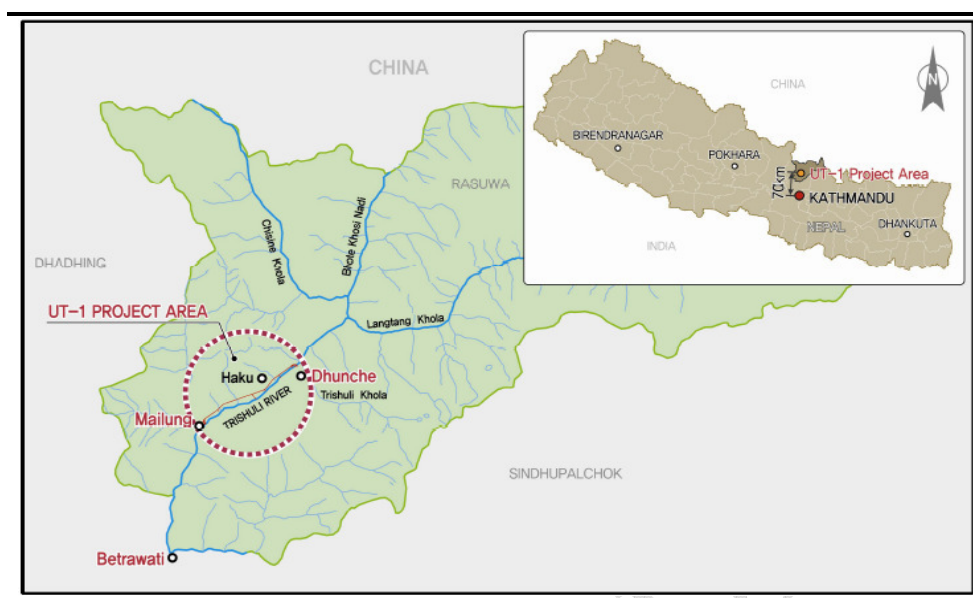 CHINA
RASUWA
Chisine Khola
Bhote Khosi Nadi
DHADHING
UT-1 PROJECT AREA
Langtang Khola
Haku
Dhunche
Trishuli Khola
TRISHULI RIVER
Mailung
SINDHUPALCHOK
Betrawati
N
CHINA
BIRENDRANAGAR
POKHARA
UT-1 Project Area
70km
KATHMANDU
NEPAL
DHANKUTA
INDIA